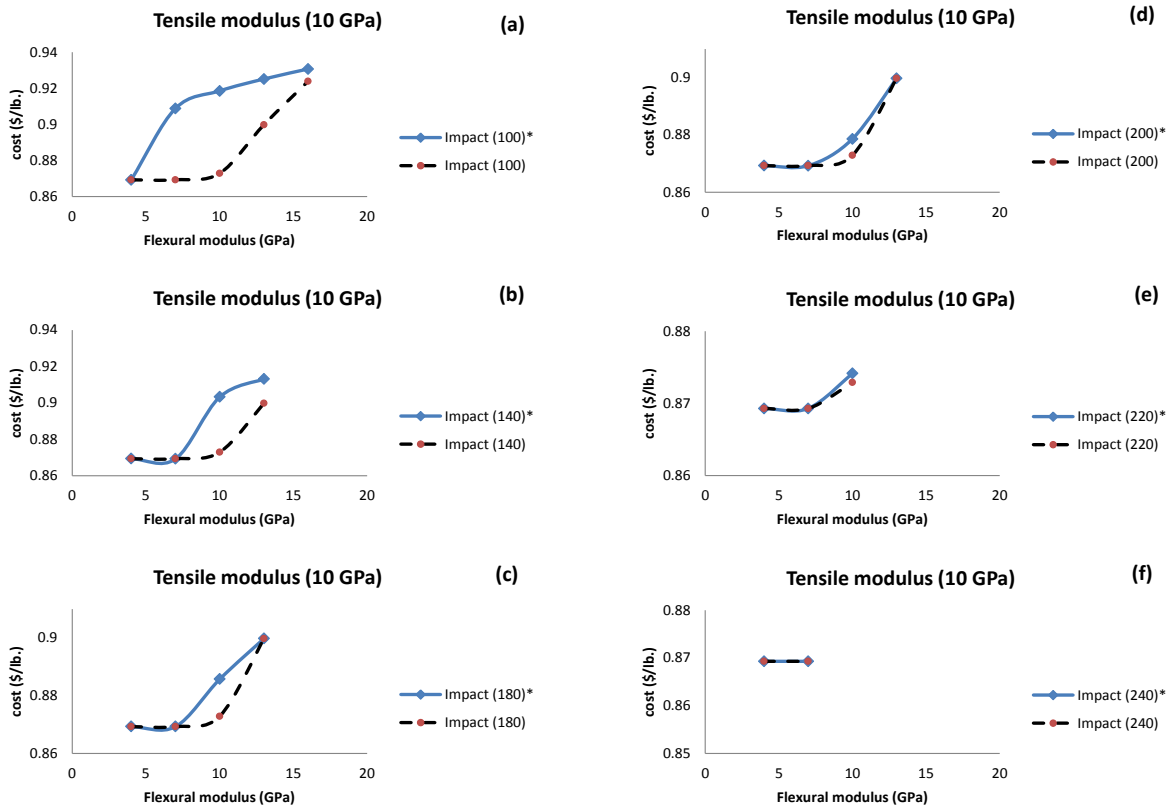 Tensile modulus (10 GPa)
(a)
cost ($/lb.)
0.94
0.92
0.9
0.88
0.86
0 5 10 15 20
Flexural modulus (GPa)
Impact (100)*
Impact (100)
Tensile modulus (10 GPa)
(b)
cost ($/lb.)
0.94
0.92
0.9
0.88
0.86
0 5 10 15 20
Flexural modulus (GPa)
Impact (140)*
Impact (140)
Tensile modulus (10 GPa)
(c)
cost ($/lb.)
0.9
0.88
0.86
0 5 10 15 20
Flexural modulus (GPa)
Impact (180)*
Impact (180)
Tensile modulus (10 GPa)
(d)
cost ($/lb.)
0.9
0.88
0.86
0 5 10 15 20
Flexural modulus (GPa)
Impact (200)*
Impact (200)
Tensile modulus (10 GPa)
(e)
cost ($/lb.)
0.88
0.87
0.86
0 5 10 15 20
Flexural modulus (GPa)
Impact (220)*
Impact (220)
Tensile modulus (10 GPa)
(f)
cost ($/lb.)
0.88
0.87
0.86
0.85
0 5 10 15 20
Flexural modulus (GPa)
Impact (240)*
Impact (240)